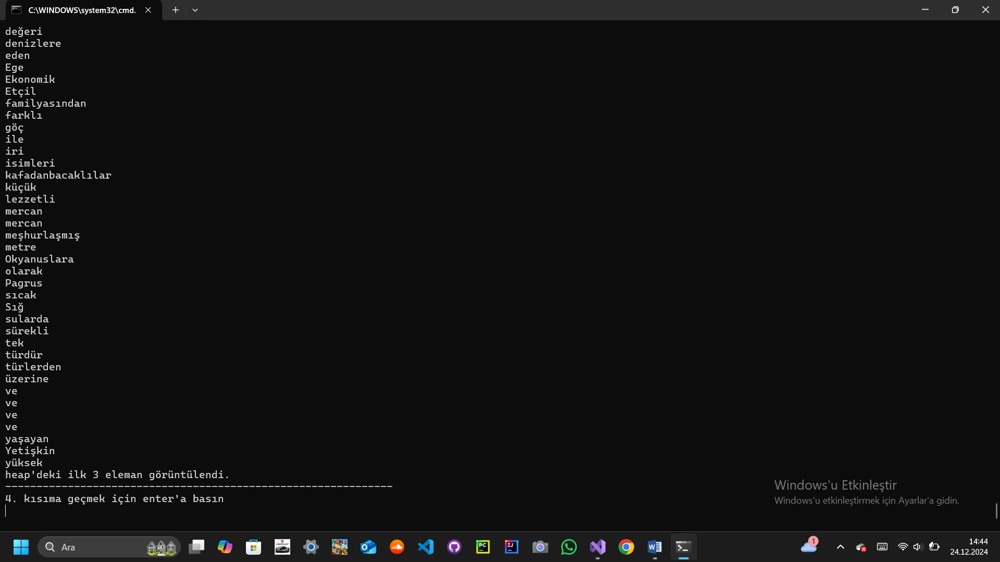 C:\WINDOWS\system32\cmd.
değeri
denizlere
eden
Ege
Ekonomik
Etçil
familyasından
farklı
göç
ile
iri
isimleri
kafadanbacaklılar
küçük
lezzetli
mercan
mercan
meşhurlaşmış
metre
Okyanuslara
olarak
Pagrus
sıcak
Sığ
sularda
sürekli
tek
türdür
türlerden
üzerine
ve
ve
ve
ve
yaşayan
Yetişkin
yüksek
heap'deki ilk 3 eleman görüntülendi.
--------------------------------------------------------------
4. kısıma geçmek için enter'a basın
Windows'u Etkinleştir
Windows'u etkinleştirmek için Ayarlar'a gidin.
Ara
PC
IJ
1
14:44
24.12.2024